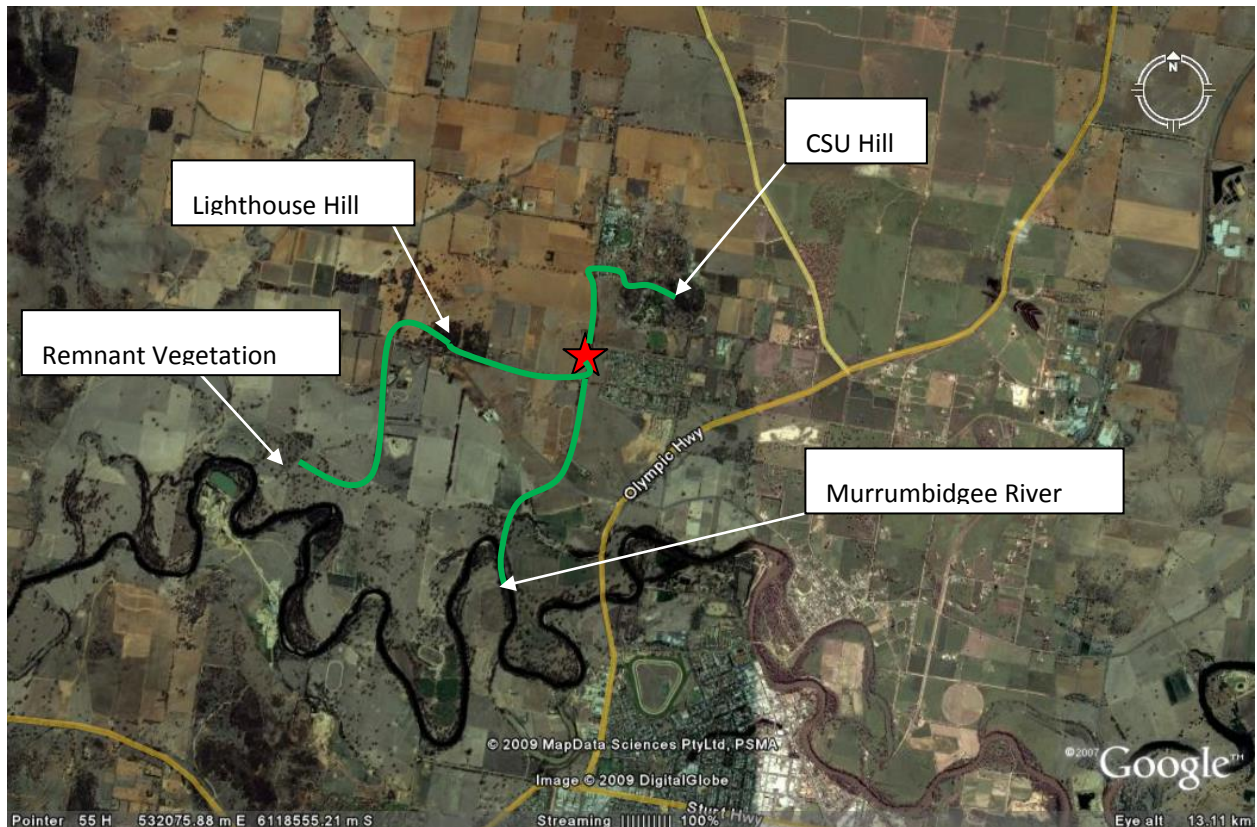 N
CSU Hill
Lighthouse Hill
Remnant Vegetation
Olympic Hwy
Murrumbidgee River
© 2009 MapData Sciences PtyLtd, PSMA
©2007 Google™
Image © 2009 DigitalGlobe
Sturt Hwy
Pointer 55 H 532075.88 m E 6118555.21 m S Streaming |||||||||| 100% Eye alt 13.11 km